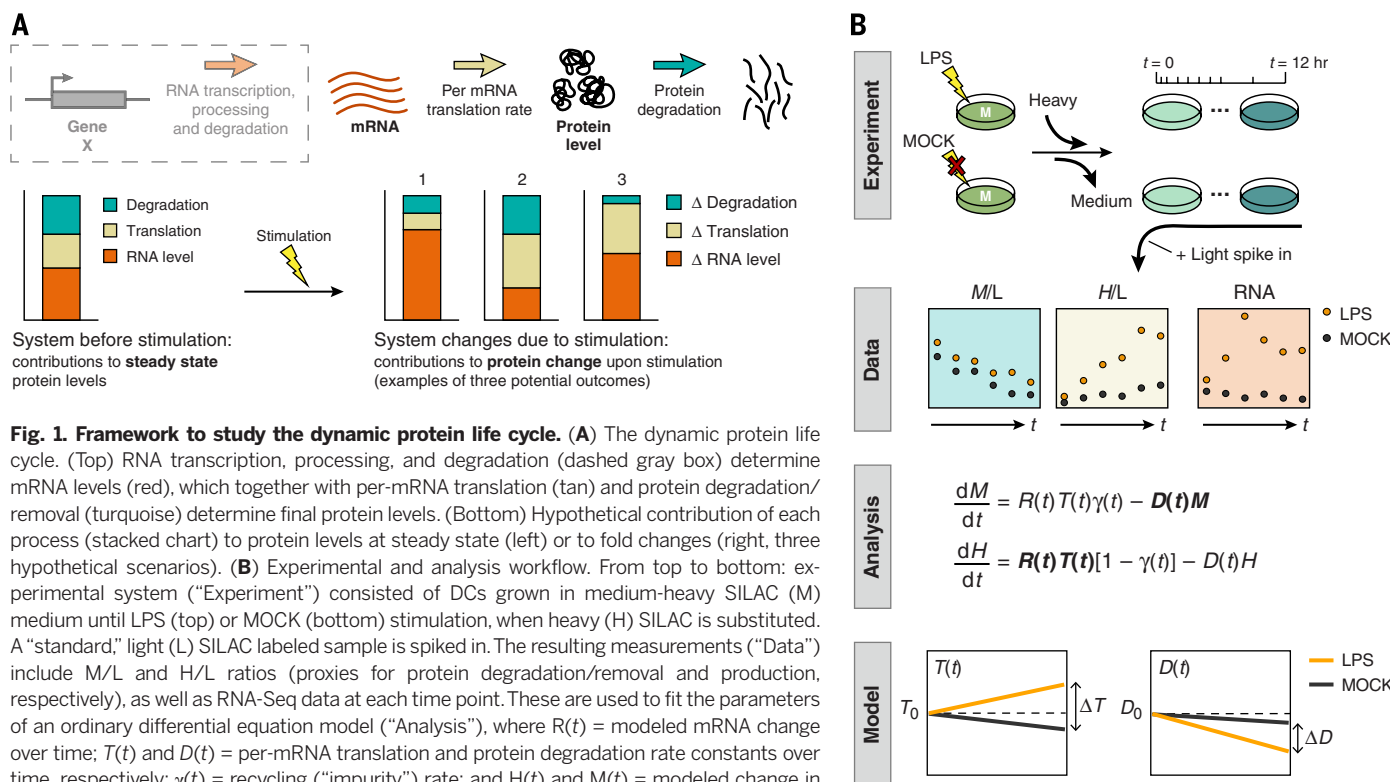 A
Gene
X
RNA transcription,
processing
and degradation
mRNA
Per mRNA
translation rate
Protein
level
Protein
degradation
Degradation
Translation
RNA level
Stimulation
1
2
3
Δ Degradation
Δ Translation
Δ RNA level
System before stimulation:
contributions to steady state
protein levels
System changes due to stimulation:
contributions to protein change upon stimulation
(examples of three potential outcomes)
Fig. 1. Framework to study the dynamic protein life cycle. (A) The dynamic protein life
cycle. (Top) RNA transcription, processing, and degradation (dashed gray box) determine
mRNA levels (red), which together with per-mRNA translation (tan) and protein degradation/
removal (turquoise) determine final protein levels. (Bottom) Hypothetical contribution of each
process (stacked chart) to protein levels at steady state (left) or to fold changes (right, three
hypothetical scenarios). (B) Experimental and analysis workflow. From top to bottom: ex-
perimental system (“Experiment”) consisted of DCs grown in medium-heavy SILAC (M)
medium until LPS (top) or MOCK (bottom) stimulation, when heavy (H) SILAC is substituted.
A “standard,” light (L) SILAC labeled sample is spiked in. The resulting measurements (“Data”)
include M/L and H/L ratios (proxies for protein degradation/removal and production,
respectively), as well as RNA-Seq data at each time point. These are used to fit the parameters
of an ordinary differential equation model (“Analysis”), where R(t) = modeled mRNA change
over time; T(t) and D(t) = per-mRNA translation and protein degradation rate constants over
time, respectively; γ(t) = recycling (“impurity”) rate; and H(t) and M(t) = modeled change in
B
Experiment
LPS
M
MOCK
M
Heavy
Medium
t = 0
t = 12 hr
...
...
+ Light spike in
Data
M/L
H/L
RNA
LPS
MOCK
t
t
t
Analysis
dM/dt = R(t) T(t)γ(t) – D(t)M
dH/dt = R(t)T(t)[1 – γ(t)] – D(t)H
Model
T(t)
T₀
ΔT
D(t)
D₀
ΔD
LPS
MOCK